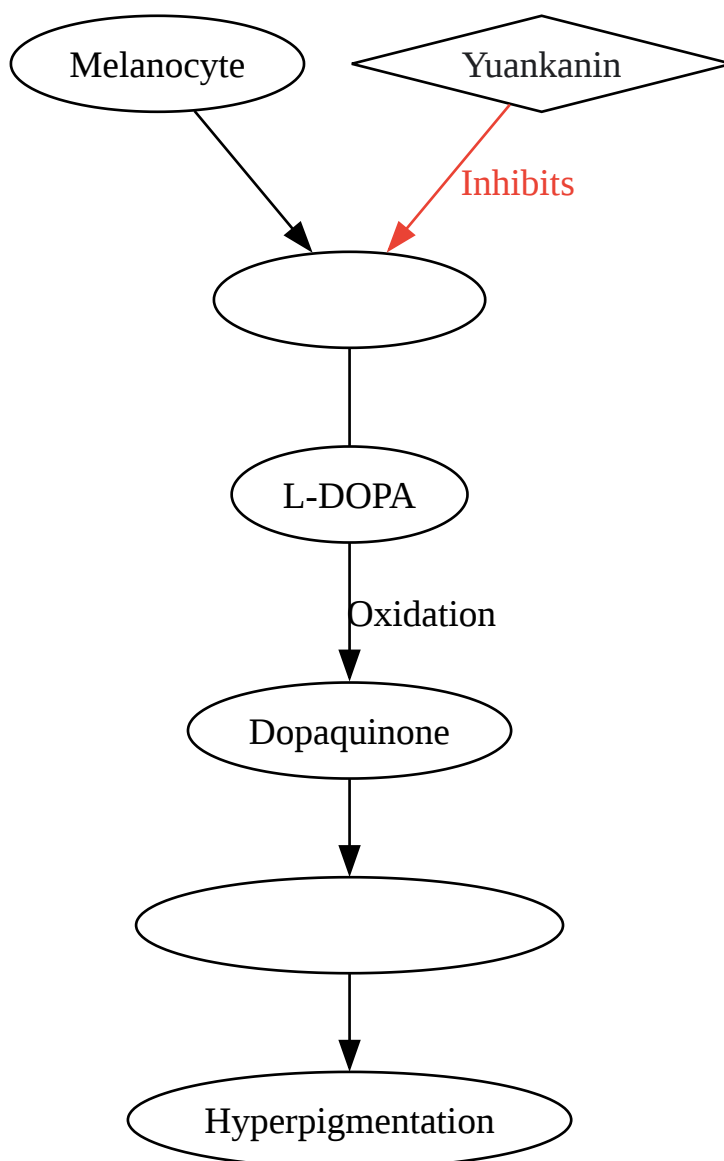 Melanocyte
Yuankanin
Inhibits
L-DOPA
Oxidation
Dopaquinone
Hyperpigmentation